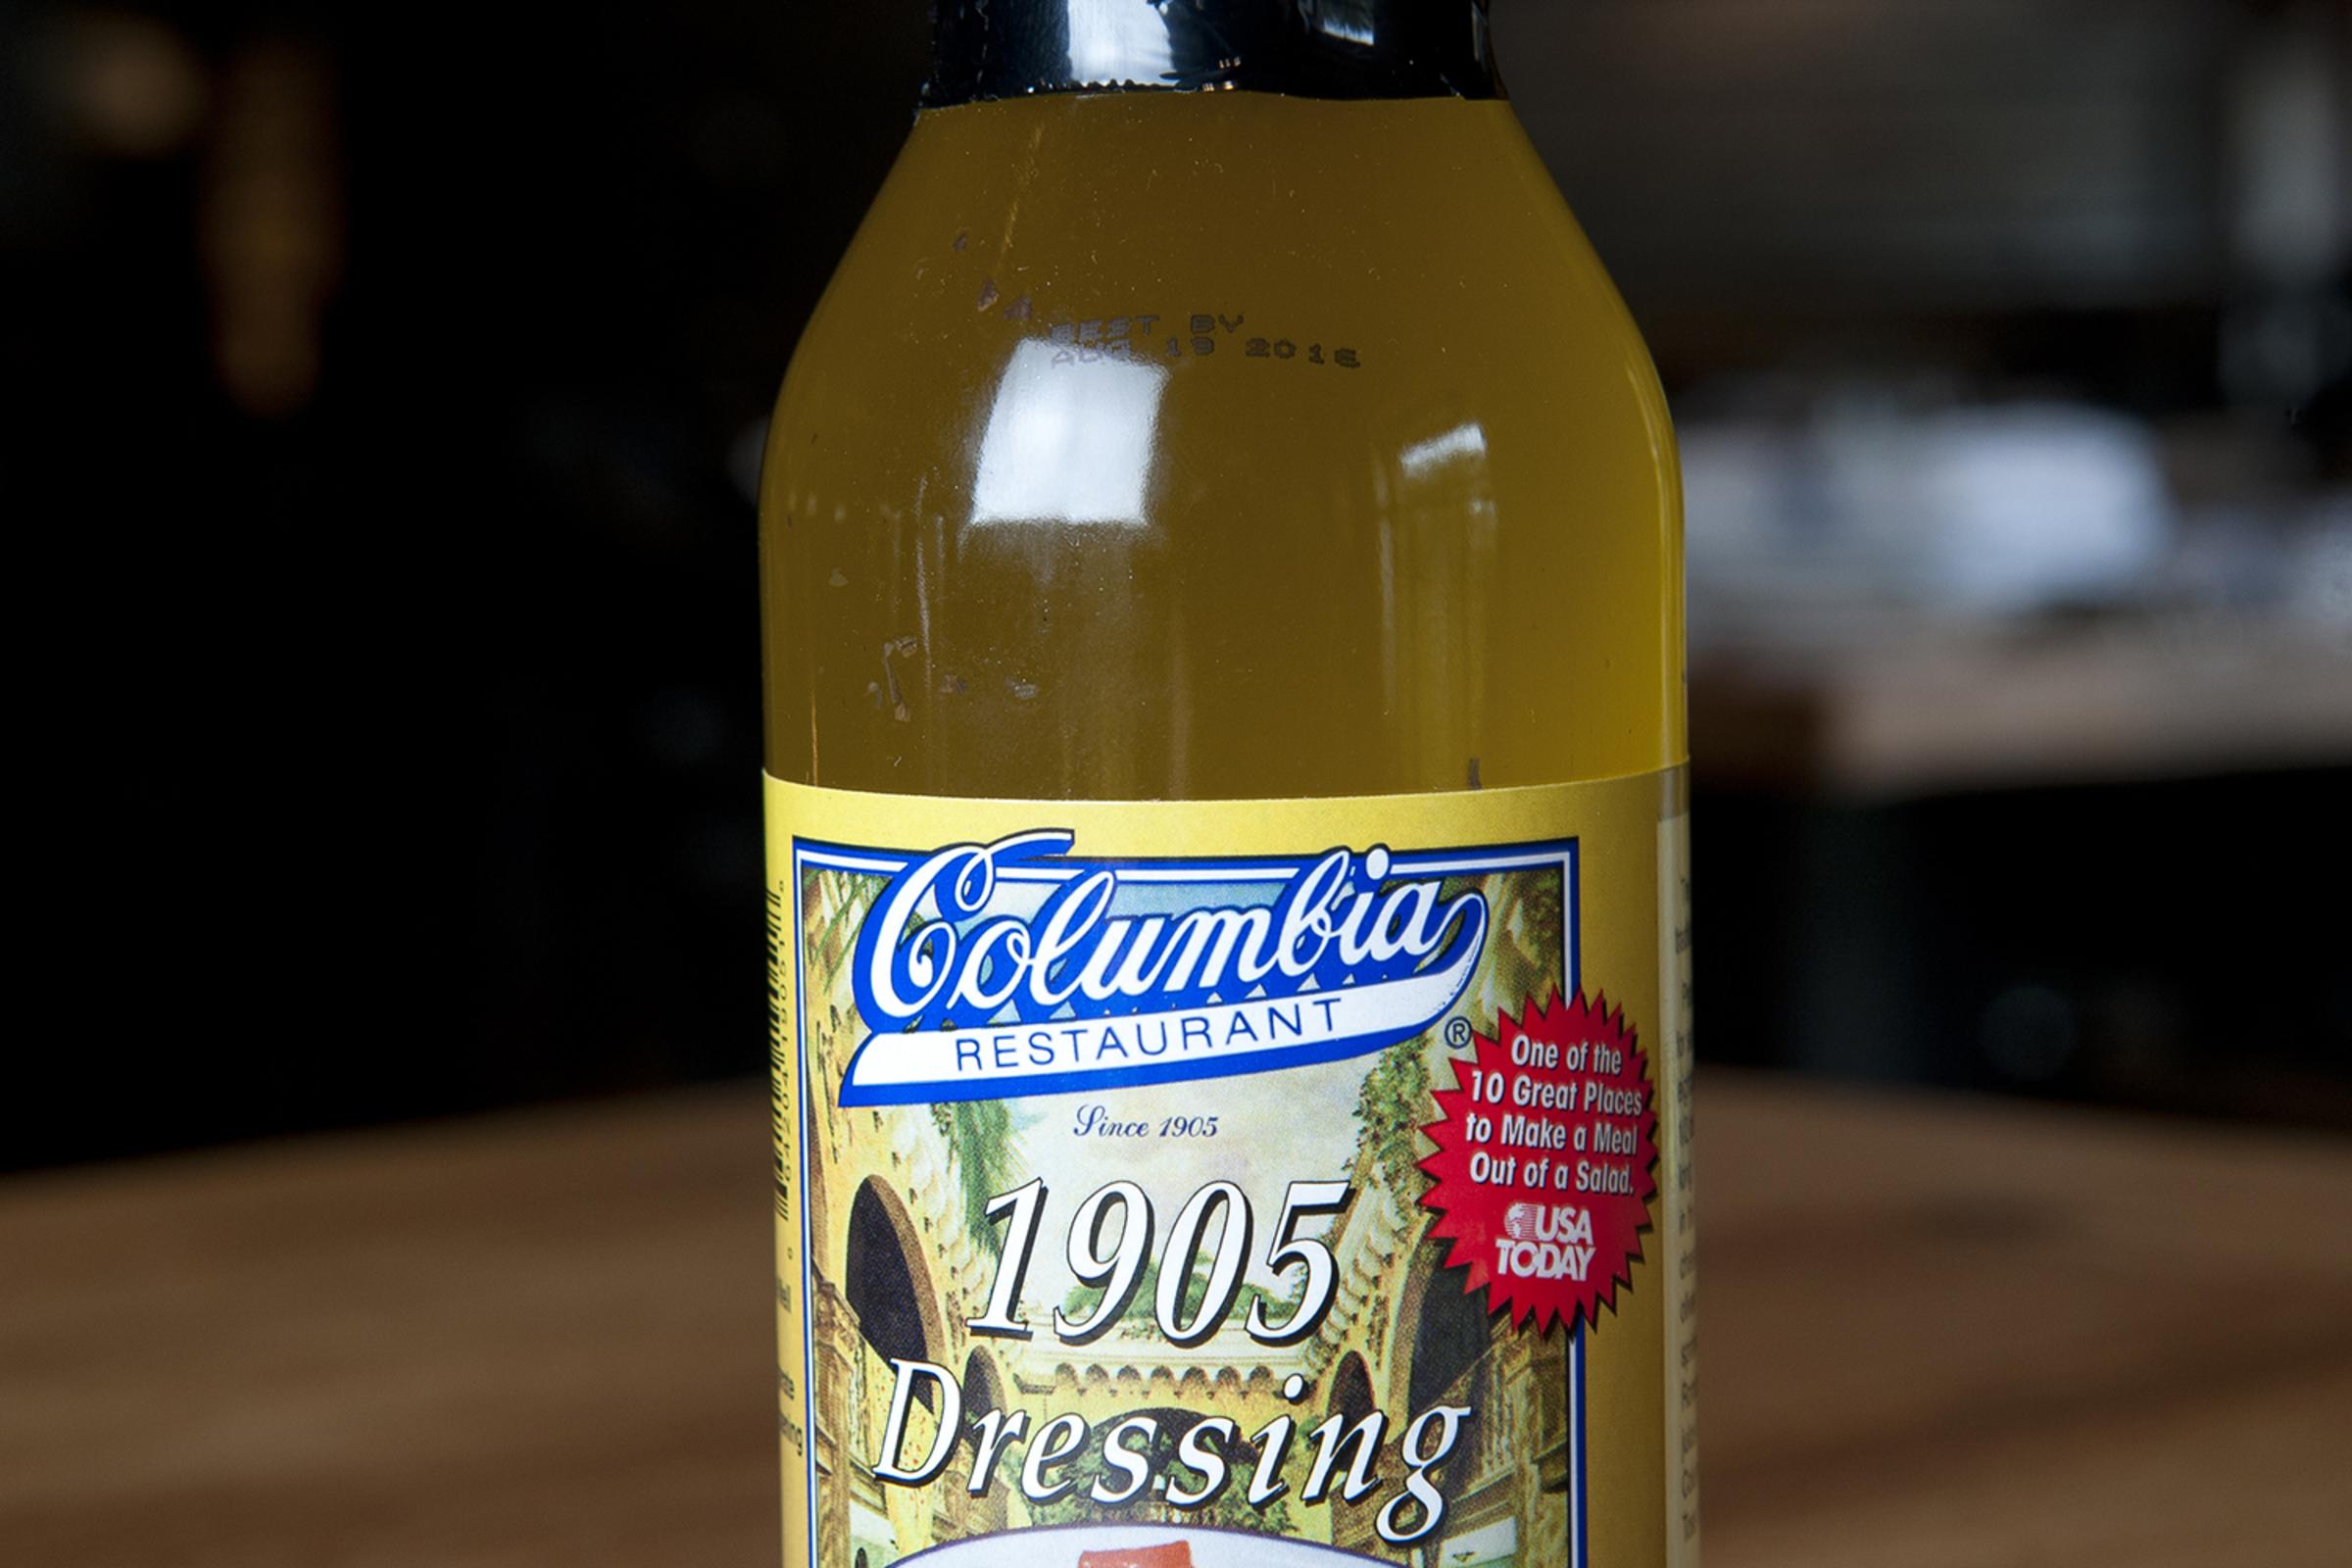 BEST BY
AUG 19 2016
Columbia
RESTAURANT
®
Since 1905
1905
Dressing
One of the
10 Great Places
to Make a Meal
Out of a Salad.
USA
TODAY